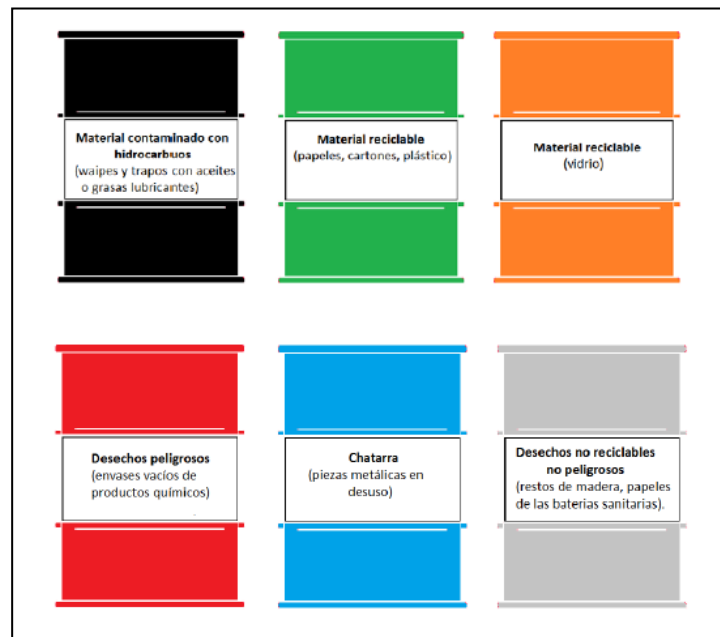 Material contaminado con
hidrocarbuos
(waipes y trapos con aceites
o grasas lubricantes)
Material reciclable
(papeles, cartones, plástico)
Material reciclable
(vidrio)
Desechos peligrosos
(envases vacíos de
productos químicos)
Chatarra
(piezas metálicas en
desuso)
Desechos no reciclables
no peligrosos
(restos de madera, papeles
de las baterias sanitarias).